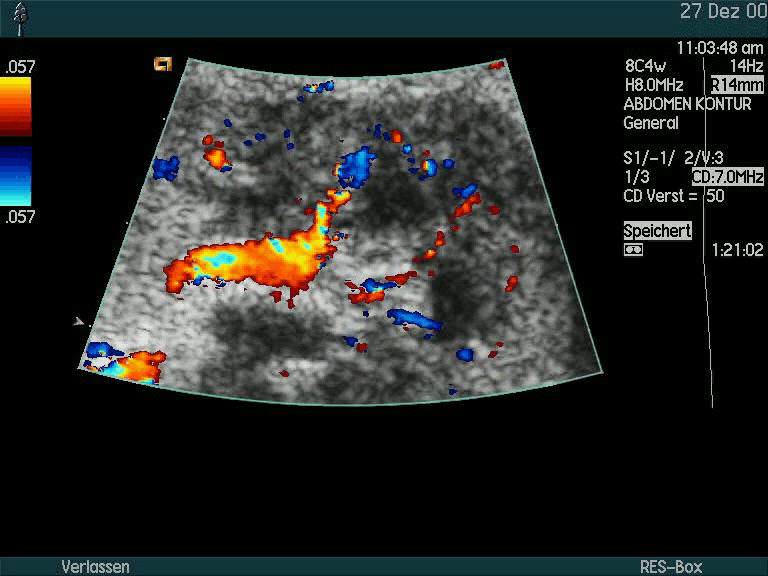 27 Dez 00
11:03:48 am
.057
8C4w 14Hz
H8.0MHz R14mm
ABDOMEN KONTUR
General
S1/-1/ 2/V:3
1/3 CD:7.0MHz
CD Verst = 50
.057
Speichert
1:21:02
Verlassen RES-Box